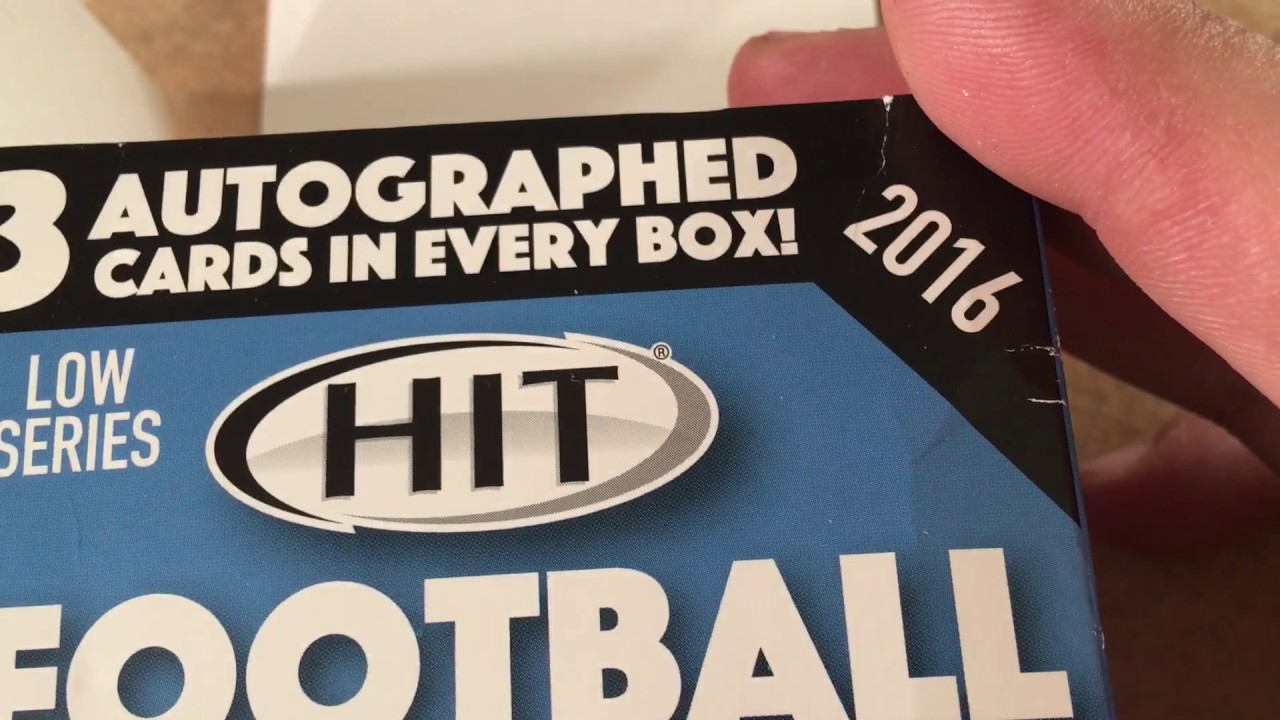 3 AUTOGRAPHED
CARDS IN EVERY BOX!
2016
LOW
SERIES
HIT®
FOOTBALL